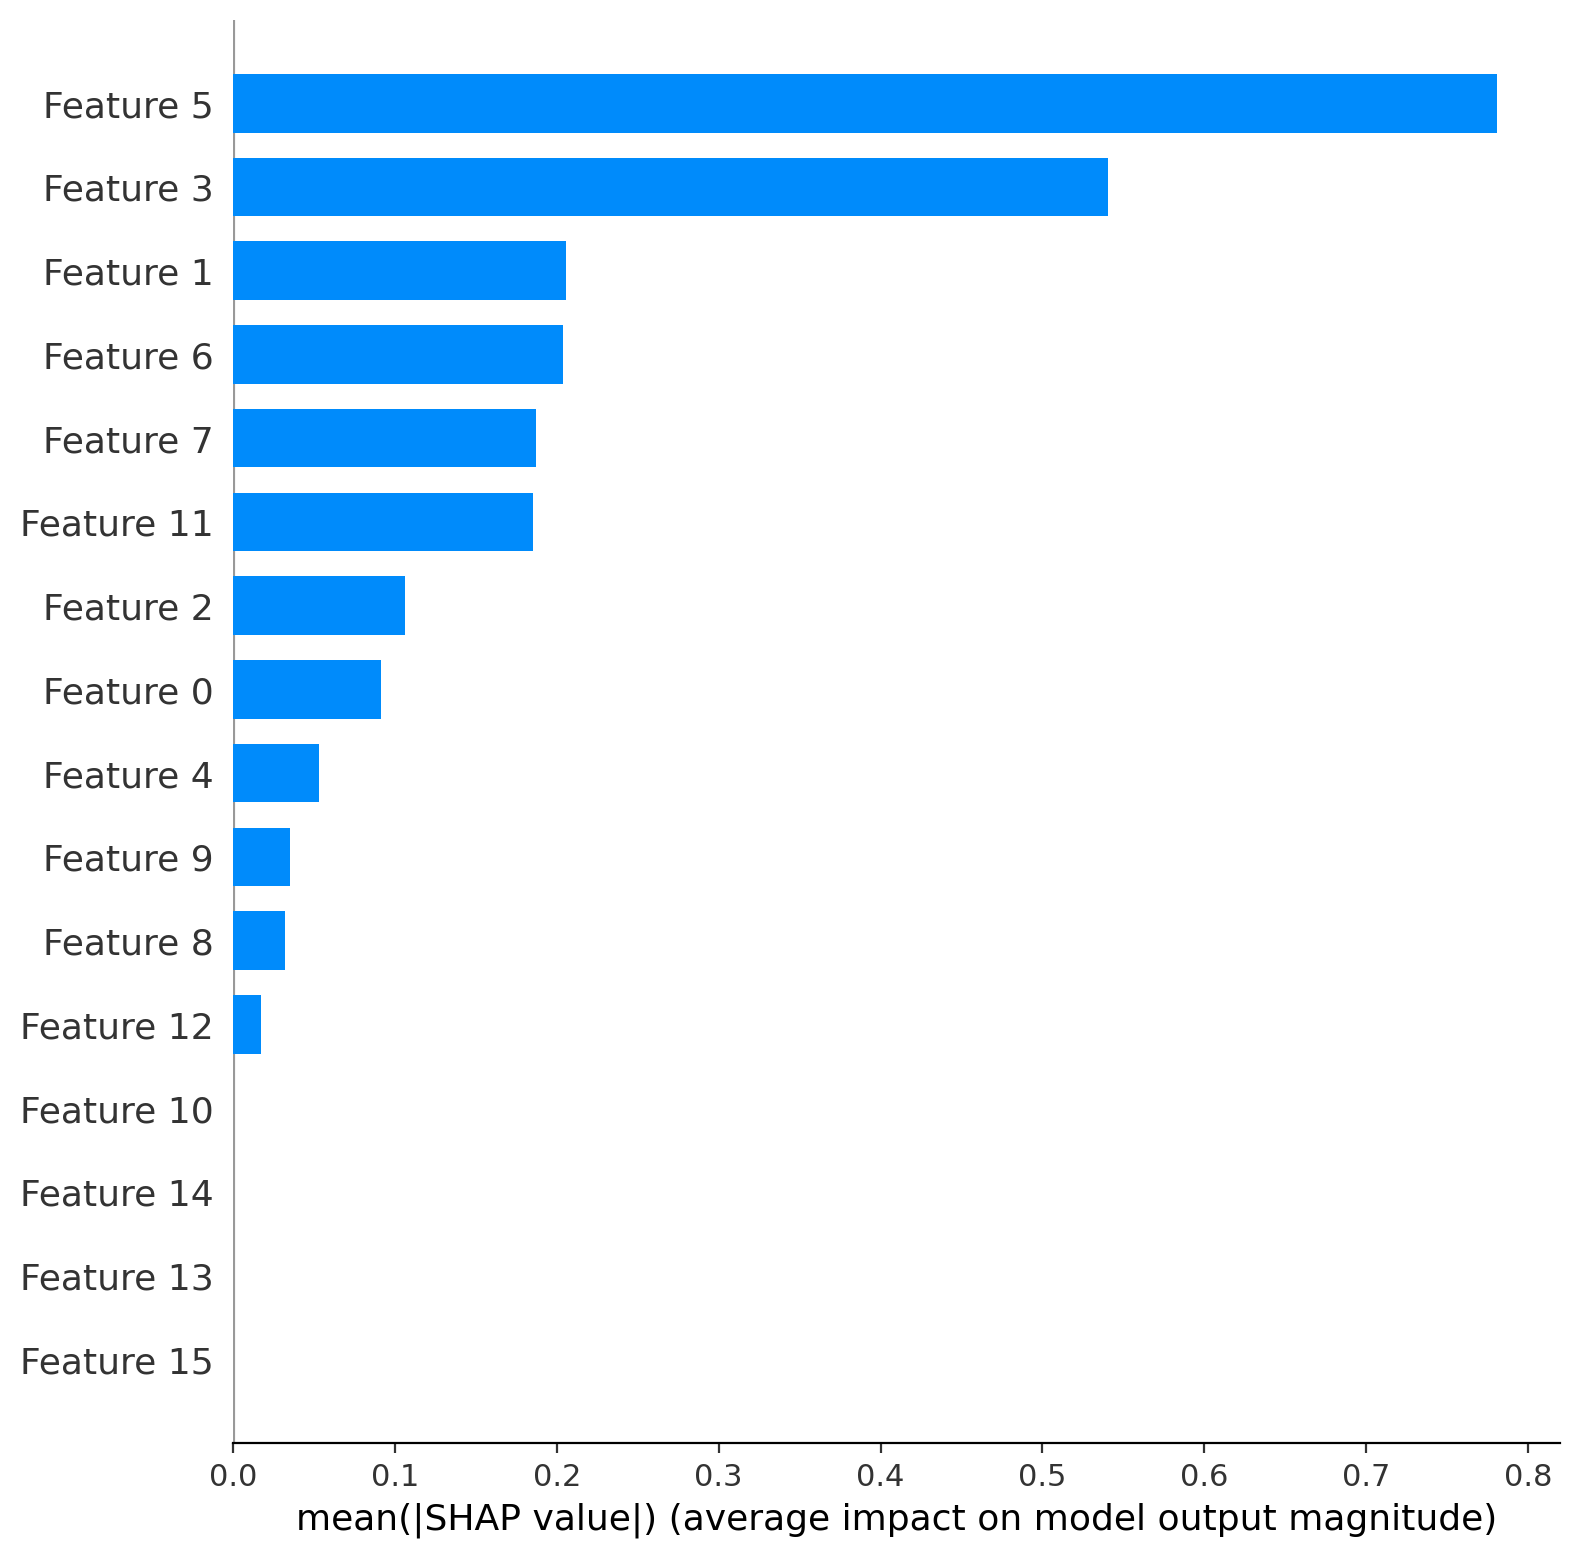 Feature 5
Feature 3
Feature 1
Feature 6
Feature 7
Feature 11
Feature 2
Feature 0
Feature 4
Feature 9
Feature 8
Feature 12
Feature 10
Feature 14
Feature 13
Feature 15
0.0 0.1 0.2 0.3 0.4 0.5 0.6 0.7 0.8
mean(|SHAP value|) (average impact on model output magnitude)